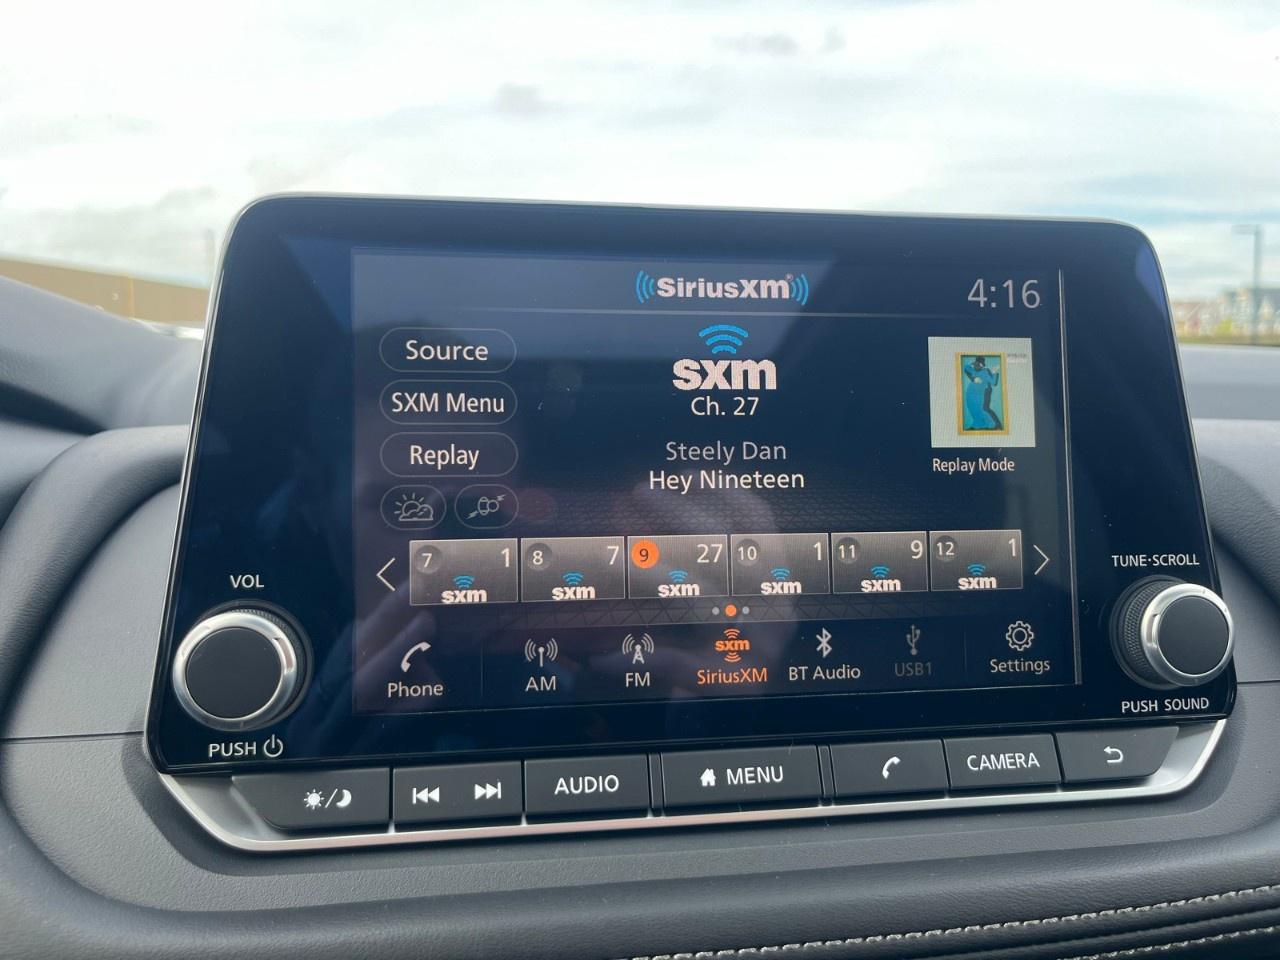 SiriusXM®
4:16
Source
SXM Menu
Replay
sxm
Ch. 27
Steely Dan
Hey Nineteen
Replay Mode
7 1 sxm
8 7 sxm
9 27 sxm
10 1 sxm
11 9 sxm
12 1 sxm
Phone
AM
FM
sxm
SiriusXM
BT Audio
USB1
Settings
VOL
PUSH
TUNE·SCROLL
PUSH SOUND
AUDIO
MENU
CAMERA